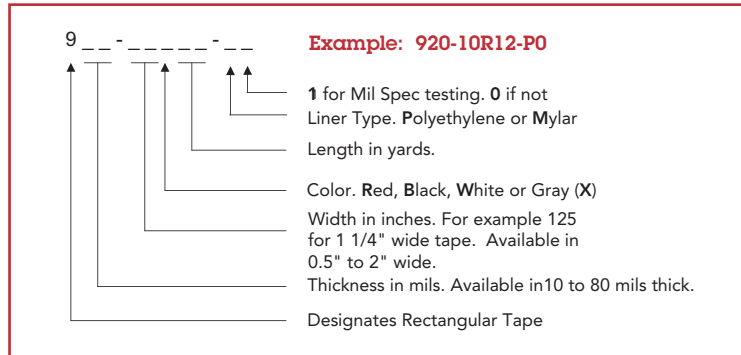 9 _ _ - _ _ _ _ _ - _ _
Example: 920-10R12-P0
1 for Mil Spec testing. 0 if not
Liner Type. Polyethylene or Mylar
Length in yards.
Color. Red, Black, White or Gray (X)
Width in inches. For example 125
for 1 1/4" wide tape. Available in
0.5" to 2" wide.
Thickness in mils. Available in10 to 80 mils thick.
Designates Rectangular Tape